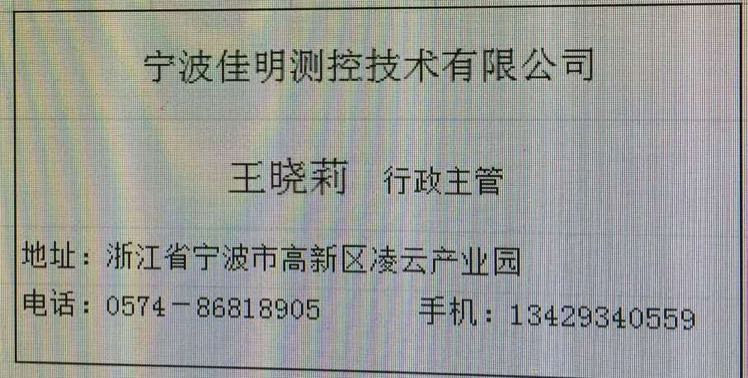 宁波佳明测控技术有限公司
王晓莉 行政主管
地址：浙江省宁波市高新区凌云产业园
电话：0574－86818905 手机：13429340559